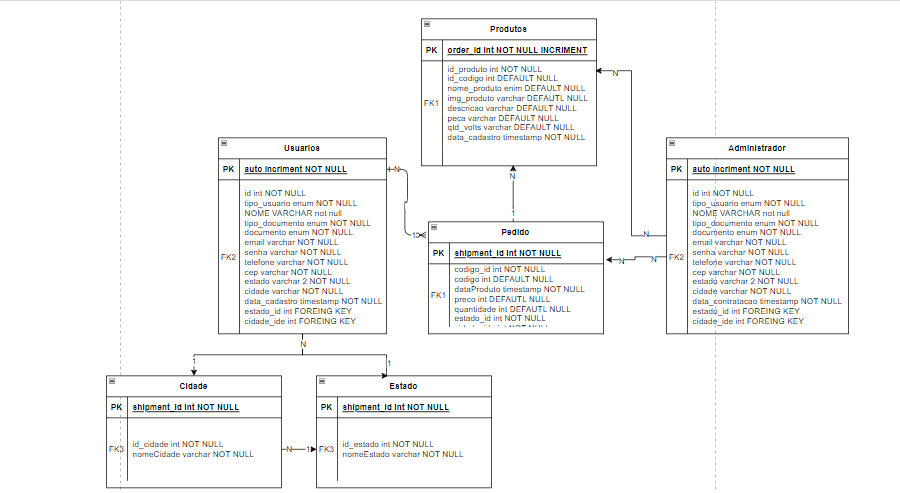 Produtos
PK order_id int NOT NULL INCRIMENT
FK1
id_produto int NOT NULL
id_codigo int DEFAULT NULL
nome_produto enim DEFAULT NULL
img_produto varchar DEFAUTL NULL
descricao varchar DEFAULT NULL
peca varchar DEFAULT NULL
qtd_volts varchar DEFAULT NULL
data_cadastro timestamp NOT NULL
N
Usuarios
PK auto incriment NOT NULL
FK2
id int NOT NULL
tipo_usuario enum NOT NULL
NOME VARCHAR not null
tipo_documento enum NOT NULL
documento enum NOT NULL
email varchar NOT NULL
senha varchar NOT NULL
telefone varchar NOT NULL
cep varchar NOT NULL
estado varchar 2 NOT NULL
cidade varchar NOT NULL
data_cadastro timestamp NOT NULL
estado_id int FOREING KEY
cidade_ide int FOREING KEY
N
1
N
1
Pedido
PK shipment_id int NOT NULL
FK1
codigo_id int NOT NULL
codigo int DEFAULT NULL
dataProduto timestamp NOT NULL
preco int DEFAUTL NULL
quantidade int DEFAUTL NULL
estado_id int NOT NULL
Administrador
PK auto incriment NOT NULL
FK2
id int NOT NULL
tipo_usuario enum NOT NULL
NOME VARCHAR not null
tipo_documento enum NOT NULL
documento enum NOT NULL
email varchar NOT NULL
senha varchar NOT NULL
telefone varchar NOT NULL
cep varchar NOT NULL
estado varchar 2 NOT NULL
cidade varchar NOT NULL
data_contratacao timestamp NOT NULL
estado_id int FOREING KEY
cidade_ide int FOREING KEY
N
N
N
N
1
1
Cidade
PK shipment_id int NOT NULL
FK3
id_cidade int NOT NULL
nomeCidade varchar NOT NULL
N
1
Estado
PK shipment_id int NOT NULL
FK3
id_estado int NOT NULL
nomeEstado varchar NOT NULL